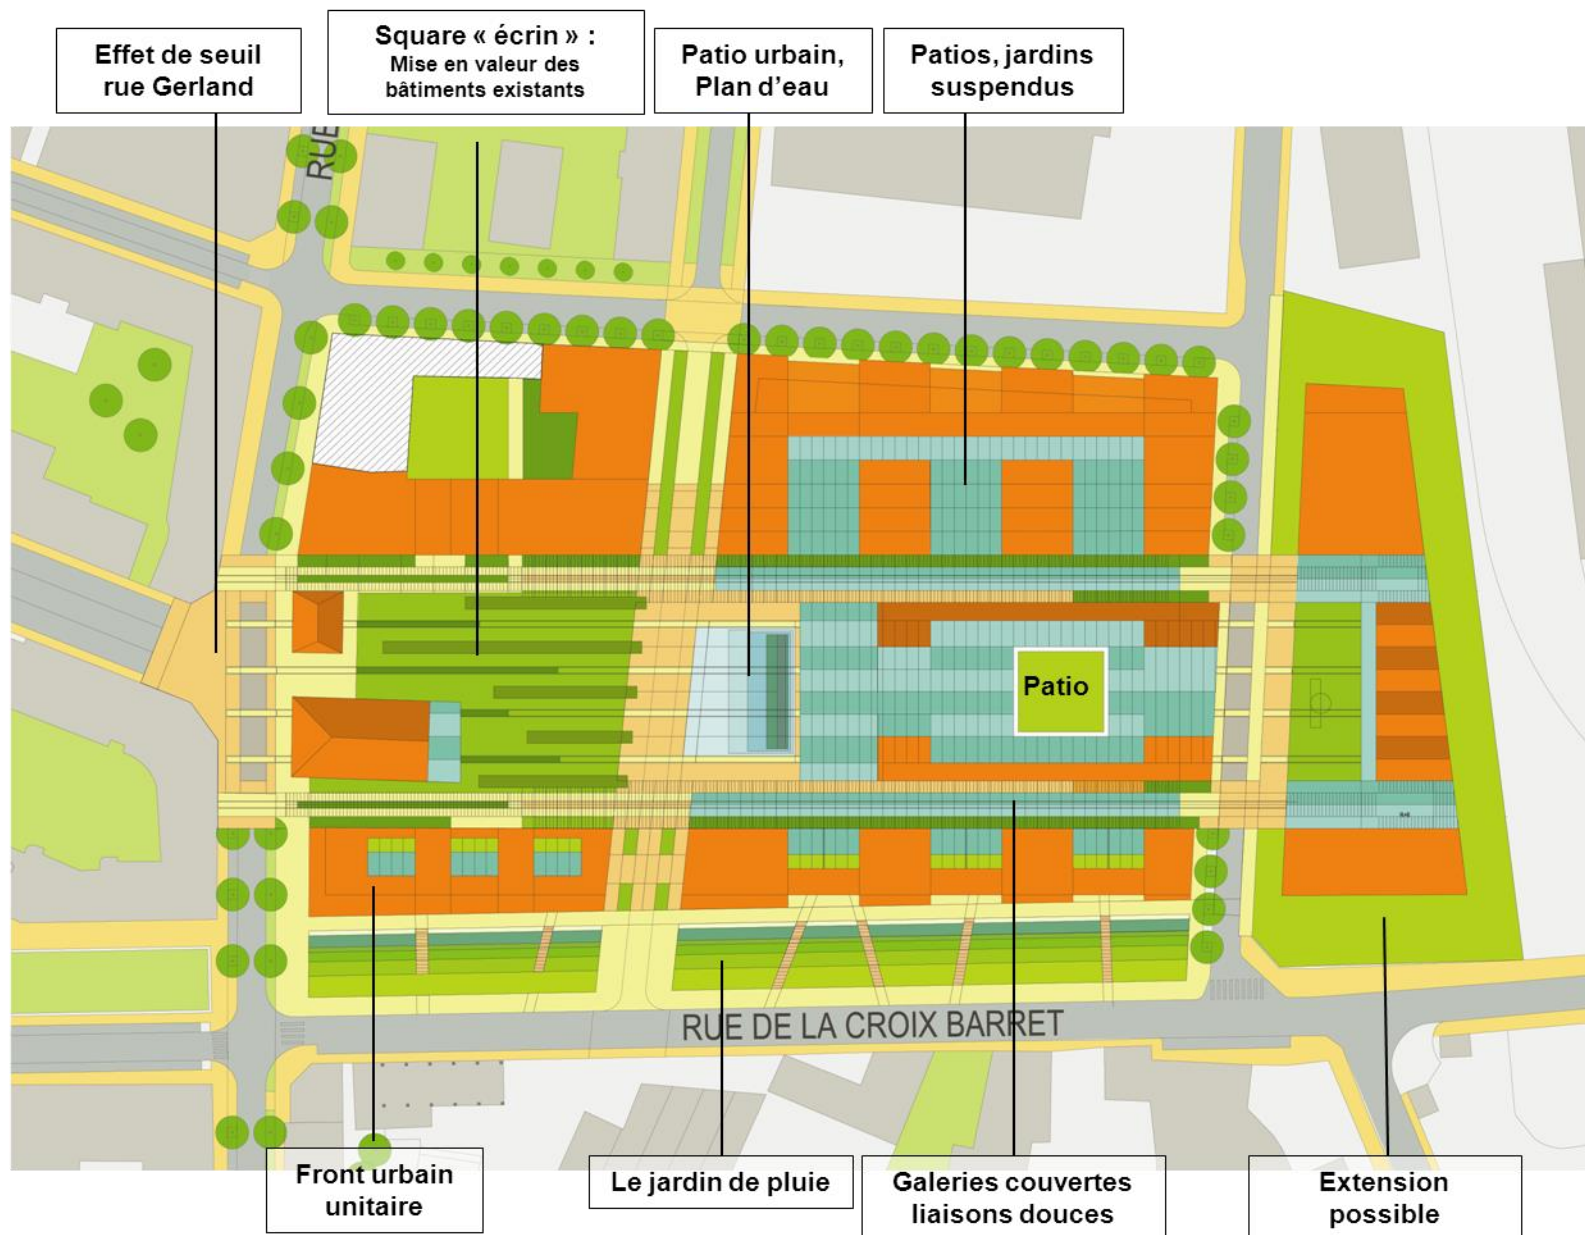 Effet de seuil
rue Gerland
Square « écrin » :
Mise en valeur des
bâtiments existants
Patio urbain,
Plan d’eau
Patios, jardins
suspendus
RUE
Patio
RUE DE LA CROIX BARRET
Front urbain
unitaire
Le jardin de pluie
Galeries couvertes
liaisons douces
Extension
possible